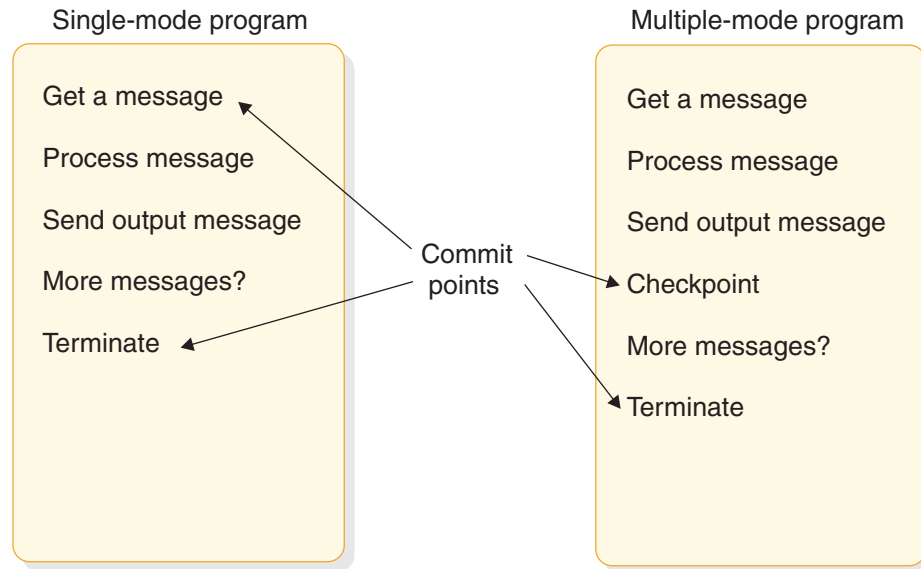 Single-mode program
Get a message
Process message
Send output message
More messages?
Terminate
Commit
points
Multiple-mode program
Get a message
Process message
Send output message
Checkpoint
More messages?
Terminate